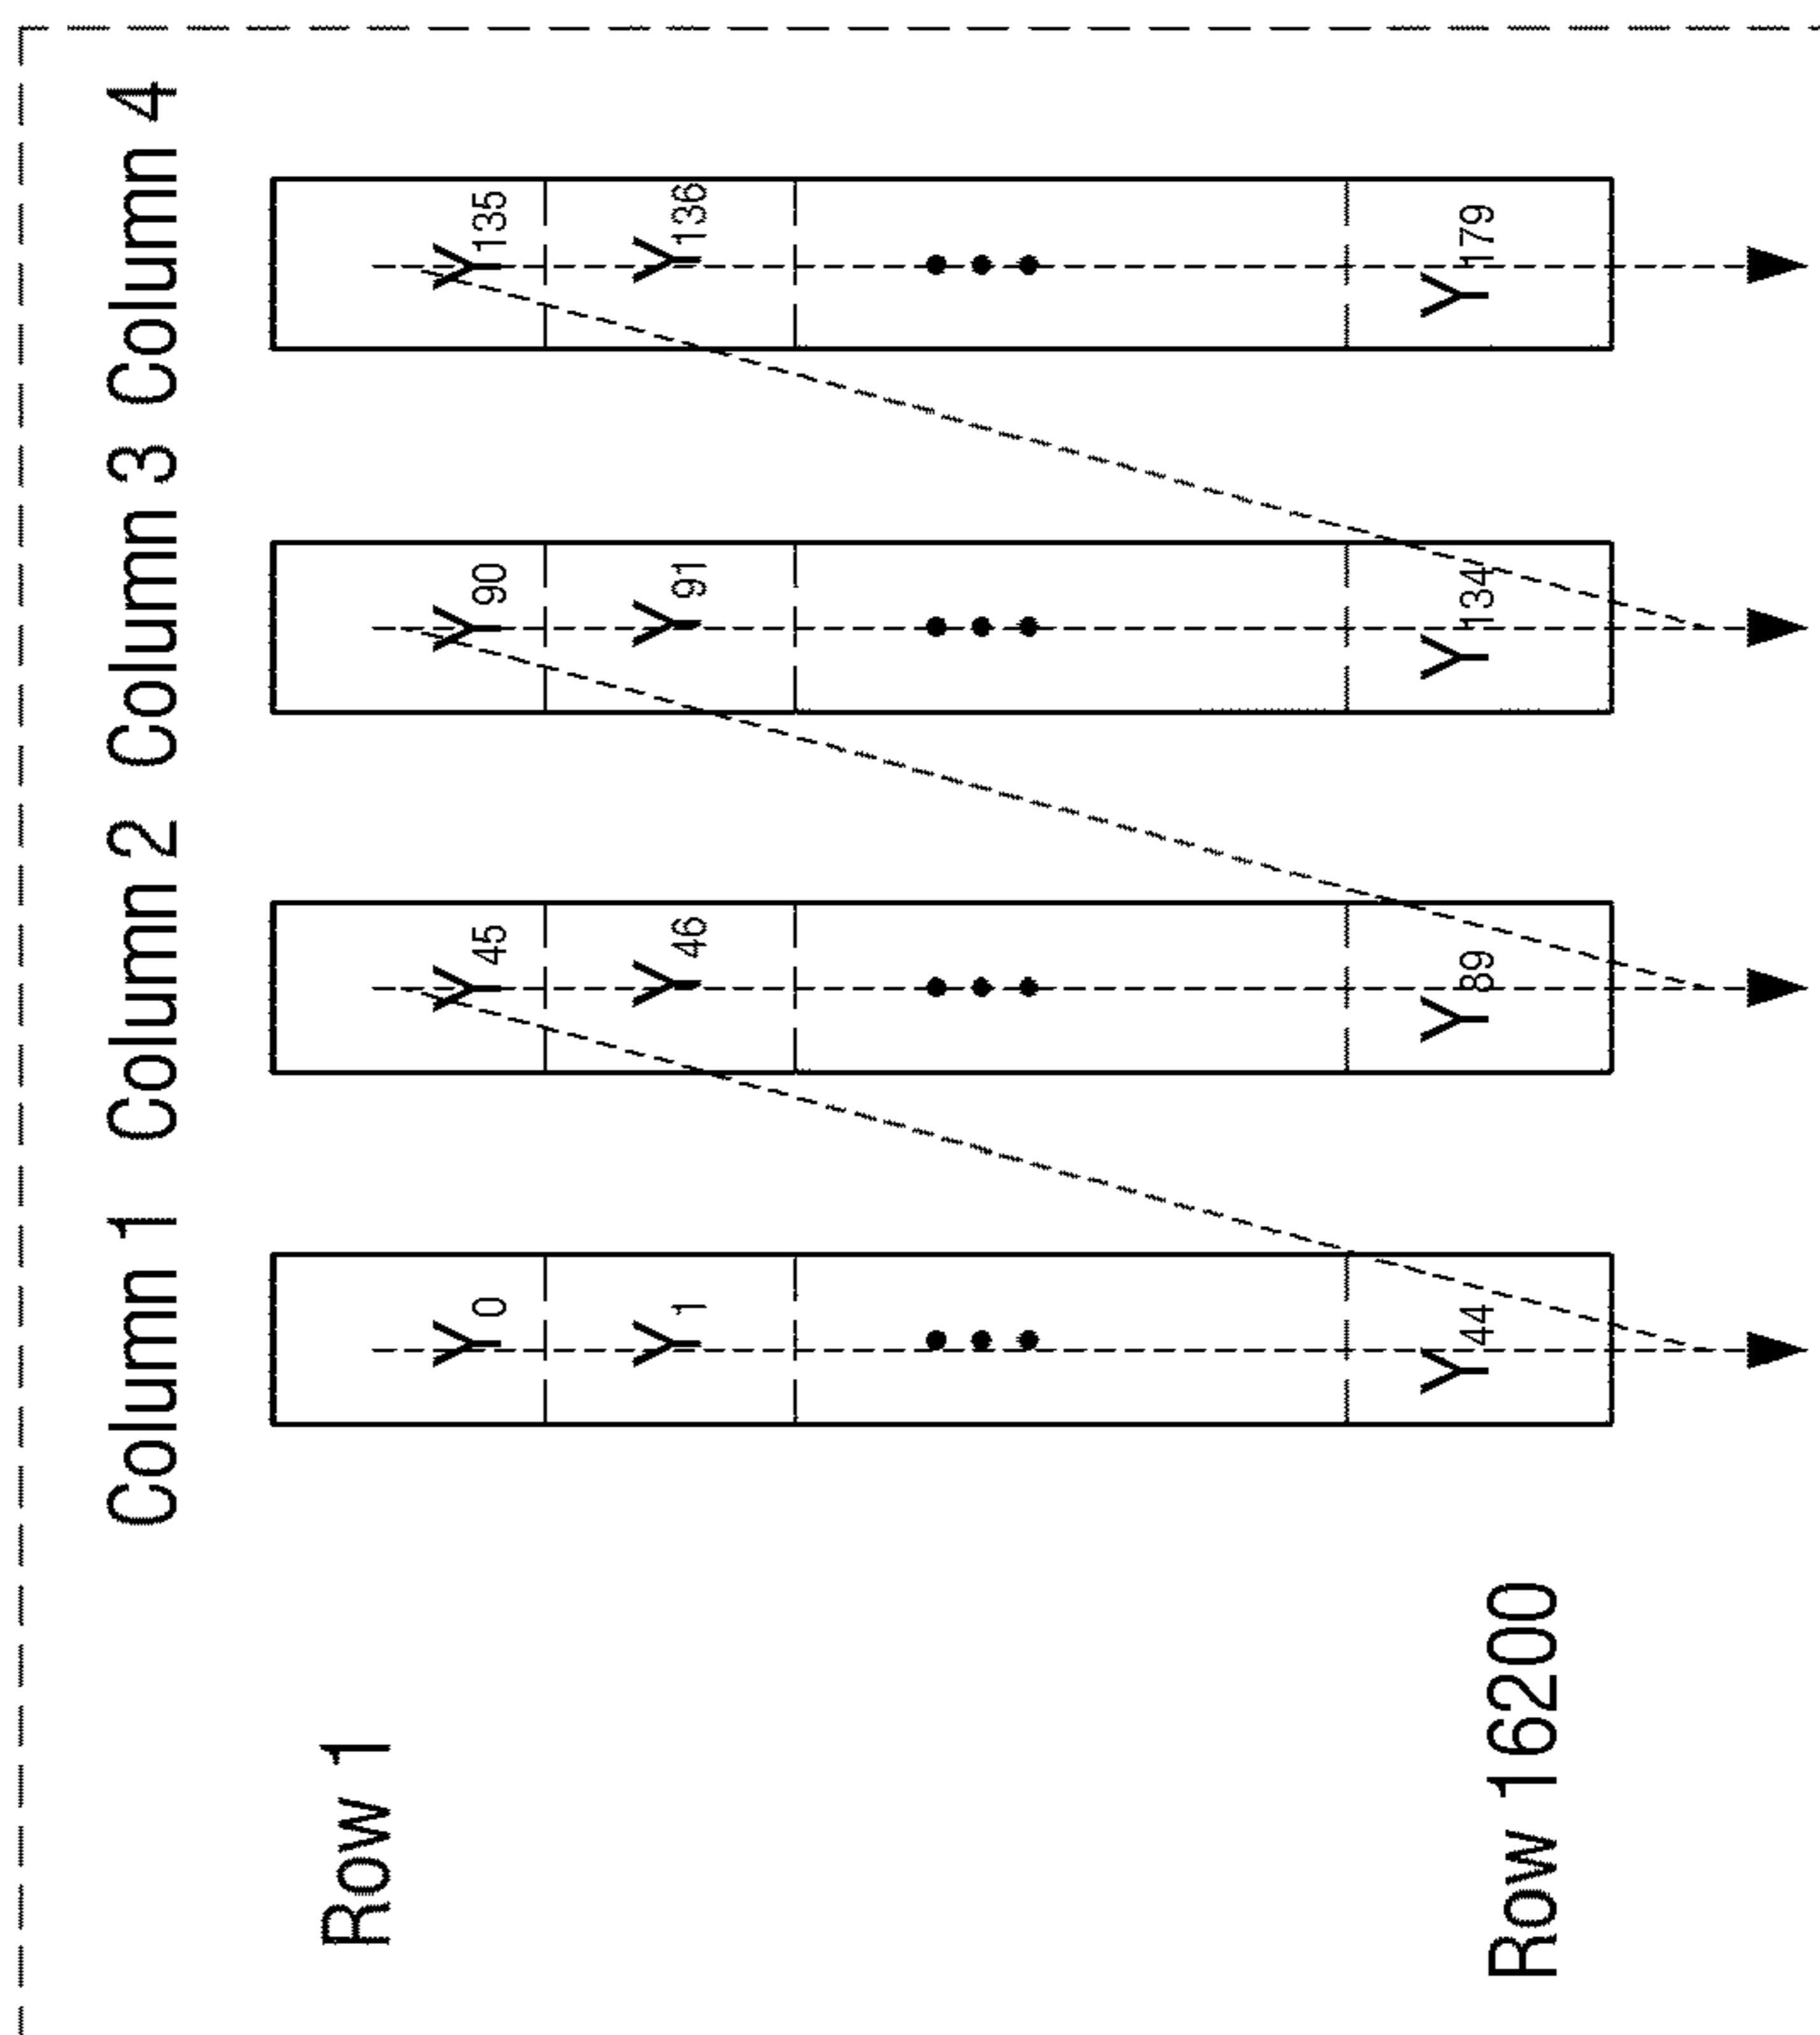 Column 1 Column 2 Column 3 Column 4
Row 1
Y0 Y45 Y90 Y135
Y1 Y46 Y91 Y136
Row 16200
Y44 Y89 Y134 Y179